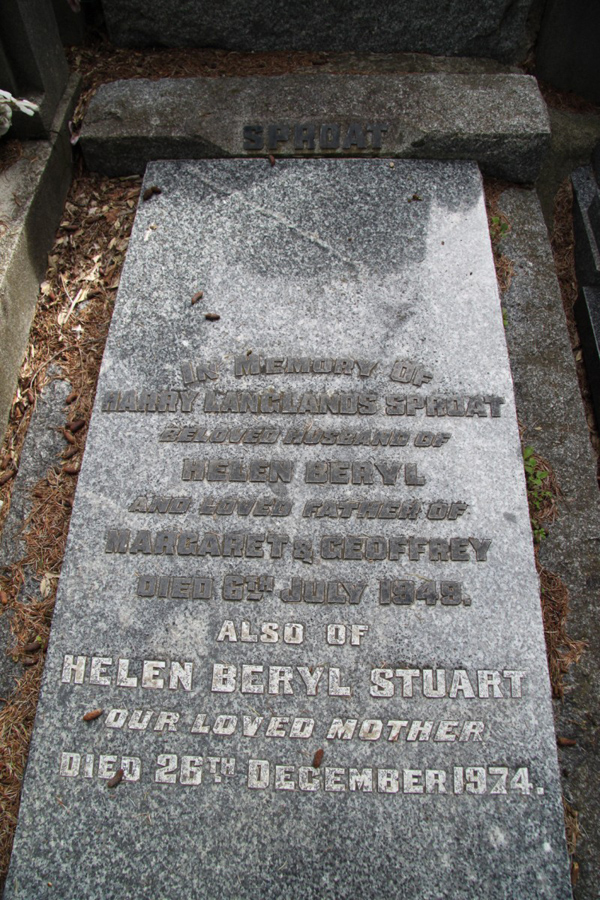 SPROAT
IN MEMORY OF
HARRY LANGLANDS SPROAT
BELOVED HUSBAND OF
HELEN BERYL
AND LOVED FATHER OF
MARGARET & GEOFFREY
DIED 6TH JULY 1949.
ALSO OF
HELEN BERYL STUART
OUR LOVED MOTHER
DIED 26TH DECEMBER 1974.